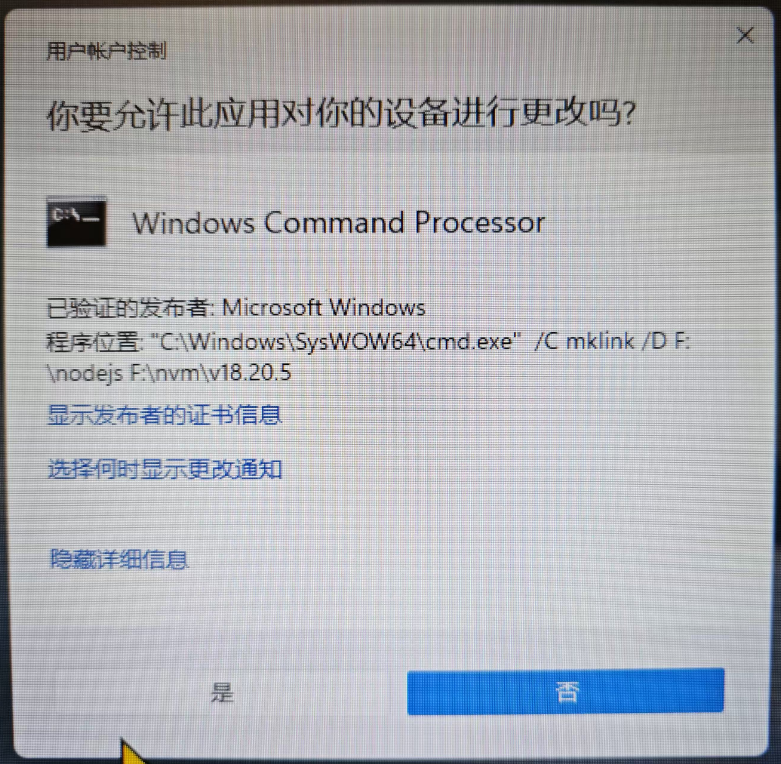 用户帐户控制
你要允许此应用对你的设备进行更改吗?
C:\
Windows Command Processor
已验证的发布者: Microsoft Windows
程序位置: "C:\Windows\SysWOW64\cmd.exe" /C mklink /D F:
\nodejs F:\nvm\v18.20.5
显示发布者的证书信息
选择何时显示更改通知
隐藏详细信息
是
否